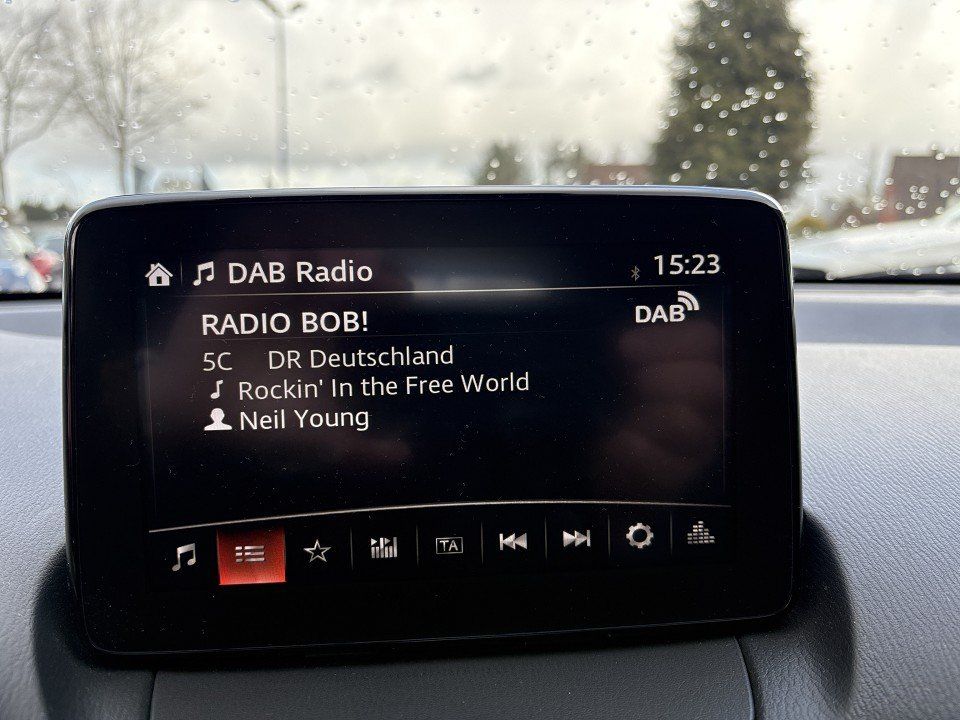 DAB Radio 15:23
RADIO BOB! DAB
5C DR Deutschland
Rockin' In the Free World
Neil Young
TA